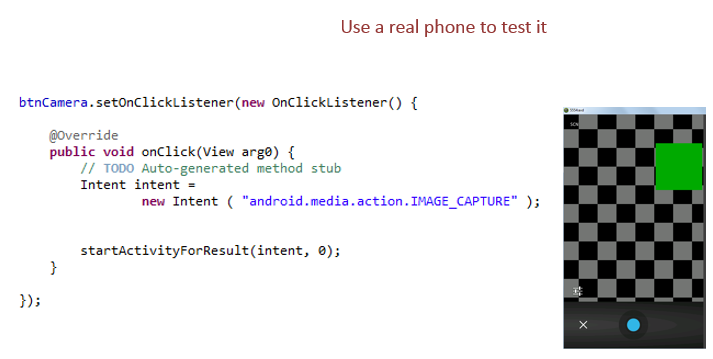 Use a real phone to test it
btnCamera.setOnClickListener(new OnClickListener() {
@Override
public void onClick(View arg0) {
// TODO Auto-generated method stub
Intent intent =
new Intent ( "android.media.action.IMAGE_CAPTURE" );
startActivityForResult(intent, 0);
}
});